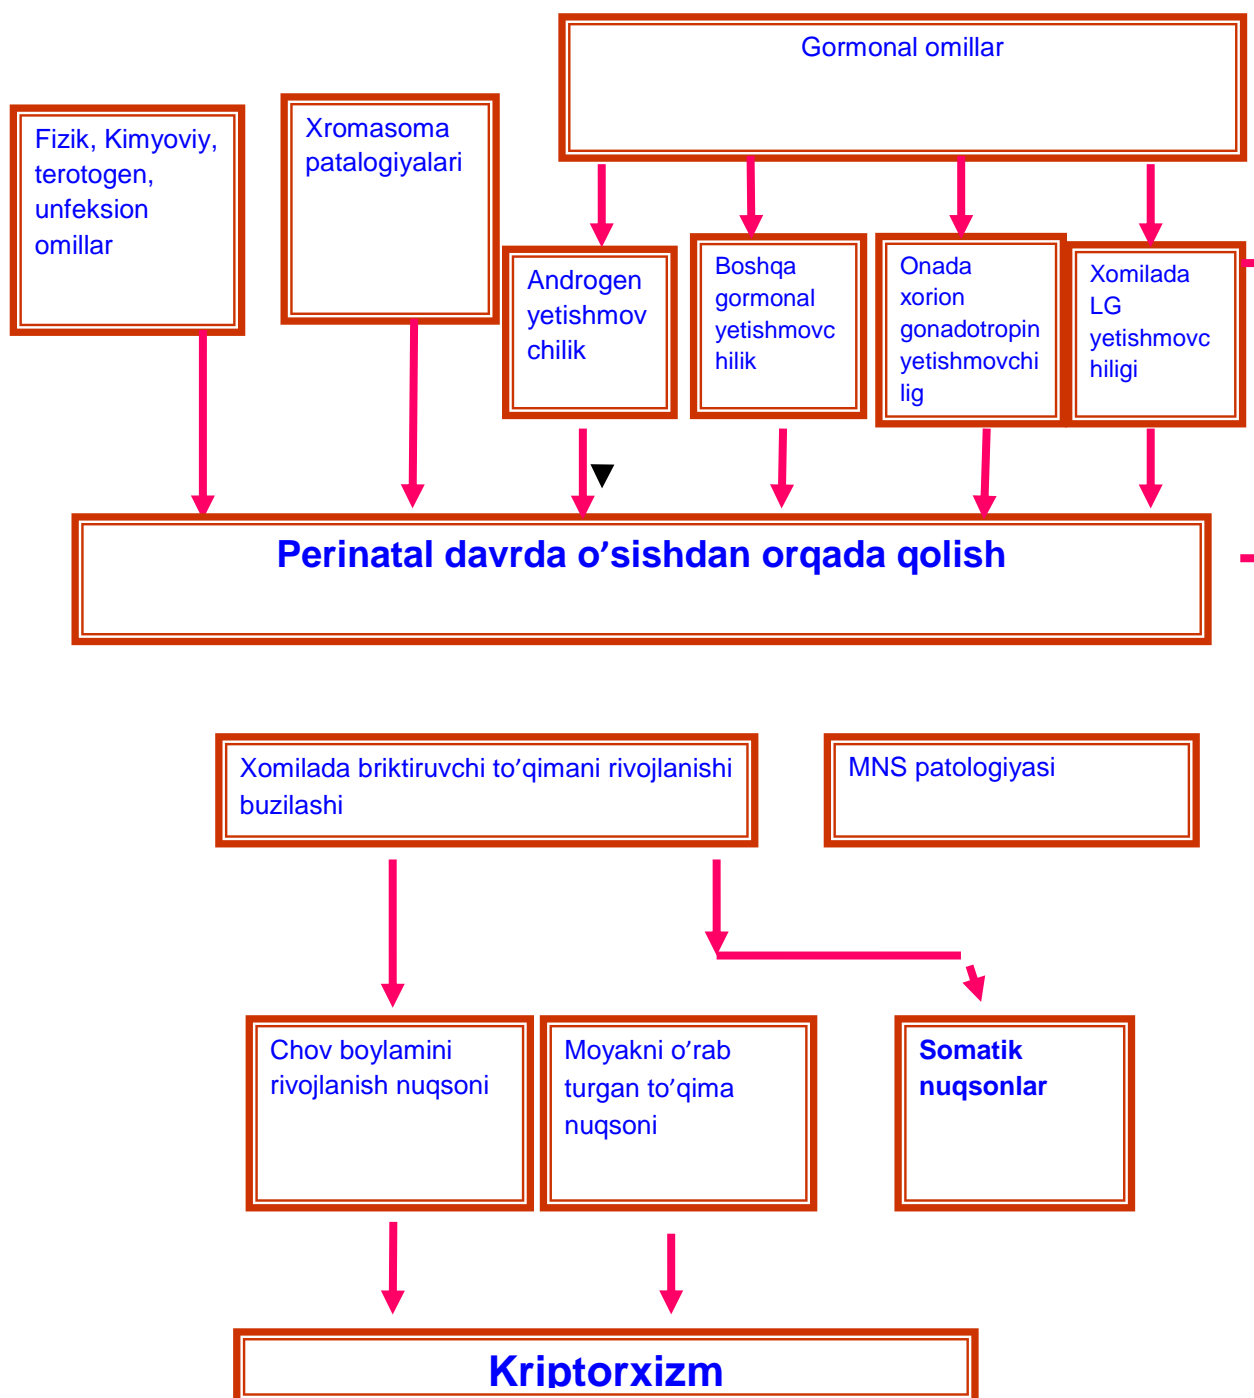 Gormonal omillar
Fizik, Kimyoviy,
terotogen,
unfeksion
omillar
Xromasoma
patalogiyalari
Androgen
yetishmov
chilik
Boshqa
gormonal
yetishmovc
hilik
Onada
xorion
gonadotropin
yetishmovchi
lig
Xomilada
LG
yetishmovc
hiligi
Perinatal davrda o’sishdan orqada qolish
Xomilada briktiruvchi to’qimani rivojlanishi
buzilashi
MNS patologiyasi
Chov boylamini
rivojlanish nuqsoni
Moyakni o’rab
turgan to’qima
nuqsoni
Somatik
nuqsonlar
Kriptorxizm